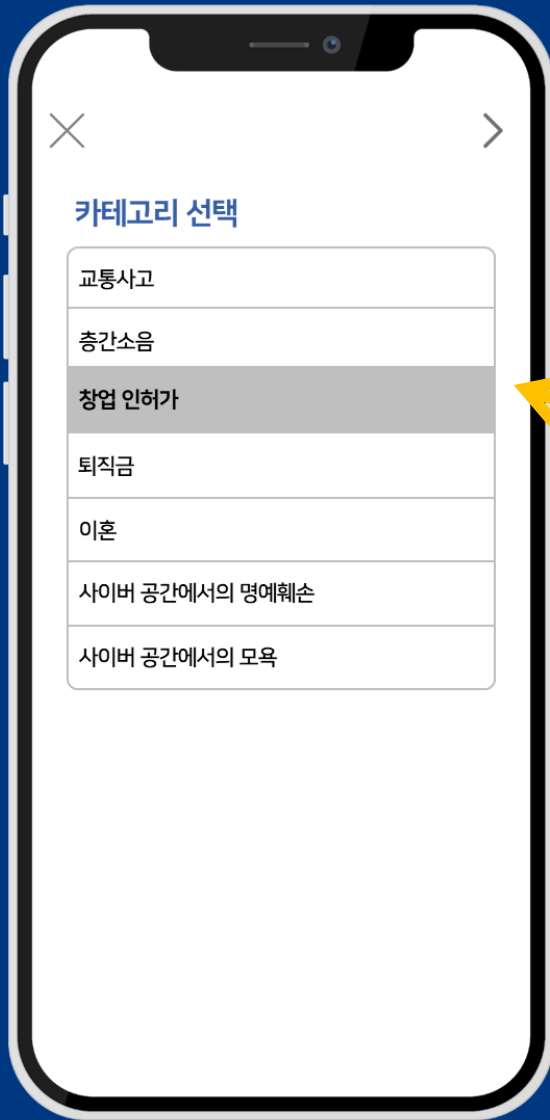 카테고리 선택
교통사고
층간소음
창업 인허가
퇴직금
이혼
사이버 공간에서의 명예훼손
사이버 공간에서의 모욕